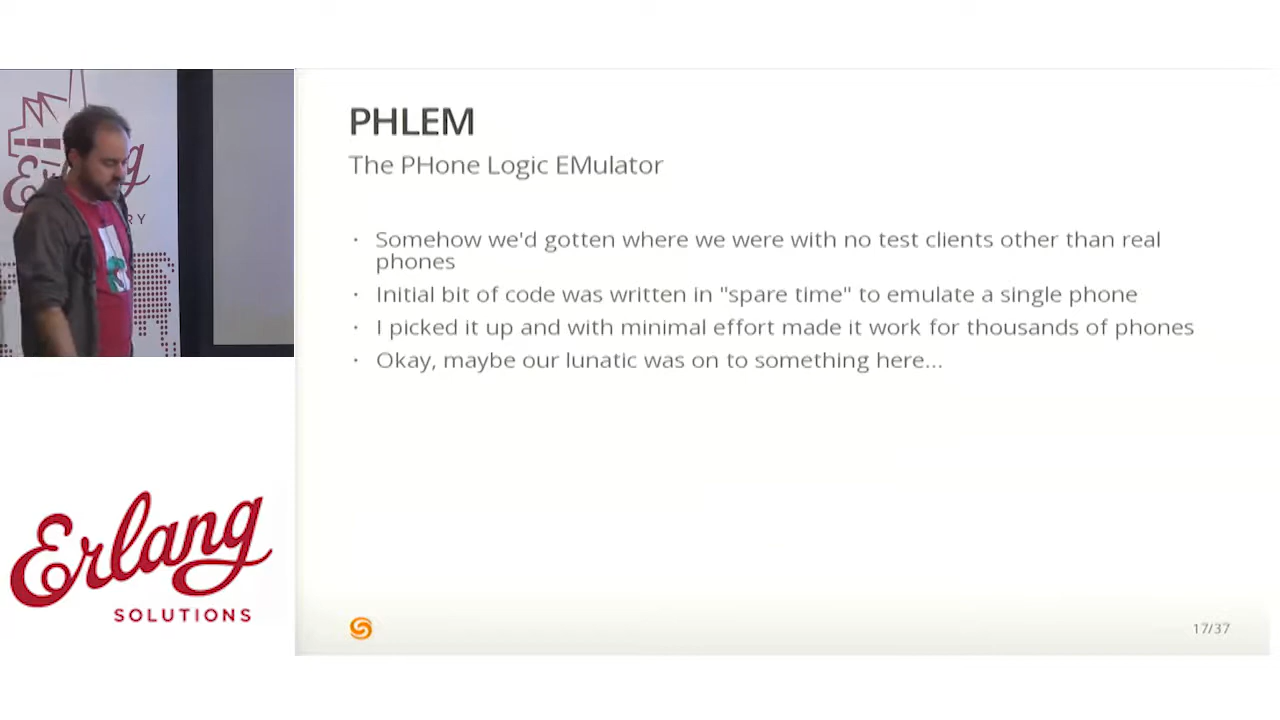 PHLEM
The PHone Logic EMulator
· Somehow we'd gotten where we were with no test clients other than real
phones
· Initial bit of code was written in "spare time" to emulate a single phone
· I picked it up and with minimal effort made it work for thousands of phones
· Okay, maybe our lunatic was on to something here...
17/37
Erlang
SOLUTIONS